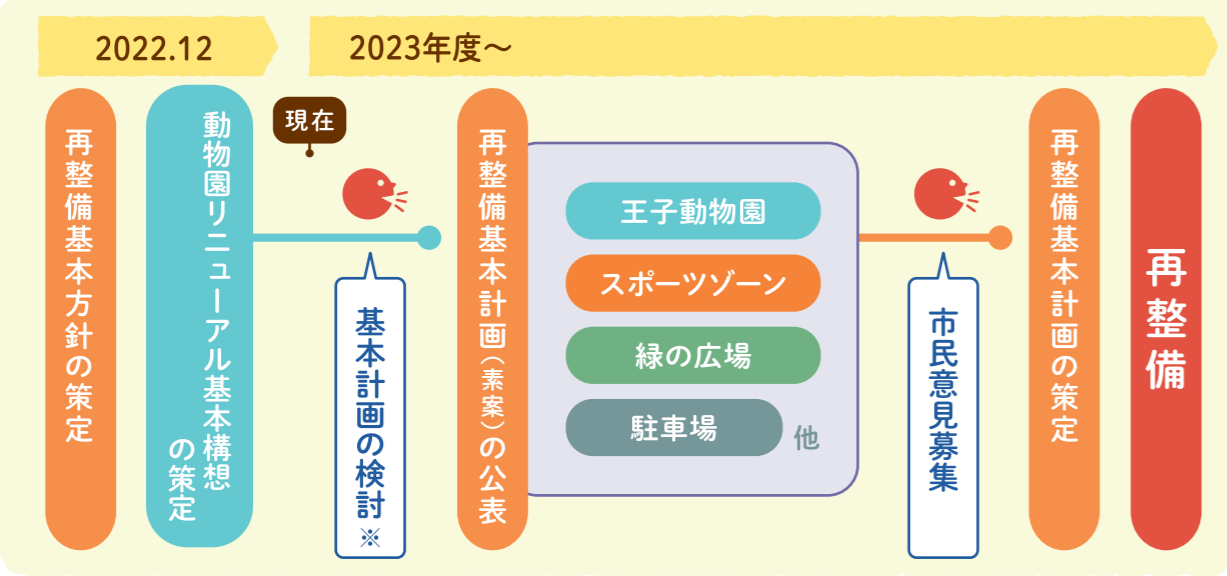 2022.12
2023年度〜
再整備基本方針の策定
動物園リニューアル基本構想
の策定
現在
基本計画の検討※
再整備基本計画(素案)の公表
王子動物園
スポーツゾーン
緑の広場
駐車場
他
市民意見募集
再整備基本計画の策定
再整備